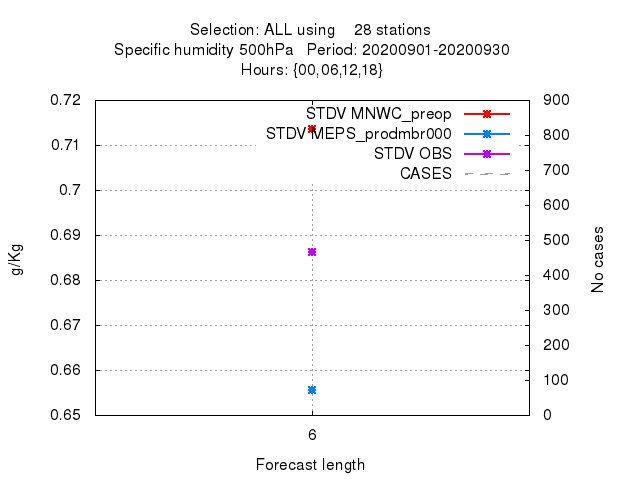 Selection: ALL using    28 stations
Specific humidity 500hPa   Period: 20200901-20200930
Hours: {00,06,12,18}
STDV MNWC_preop
STDV MEPS_prodmbr000
STDV OBS
CASES
0.72
0.71
0.7
0.69
0.68
0.67
0.66
0.65
900
800
700
600
500
400
300
200
100
0
g/Kg
No cases
6
Forecast length